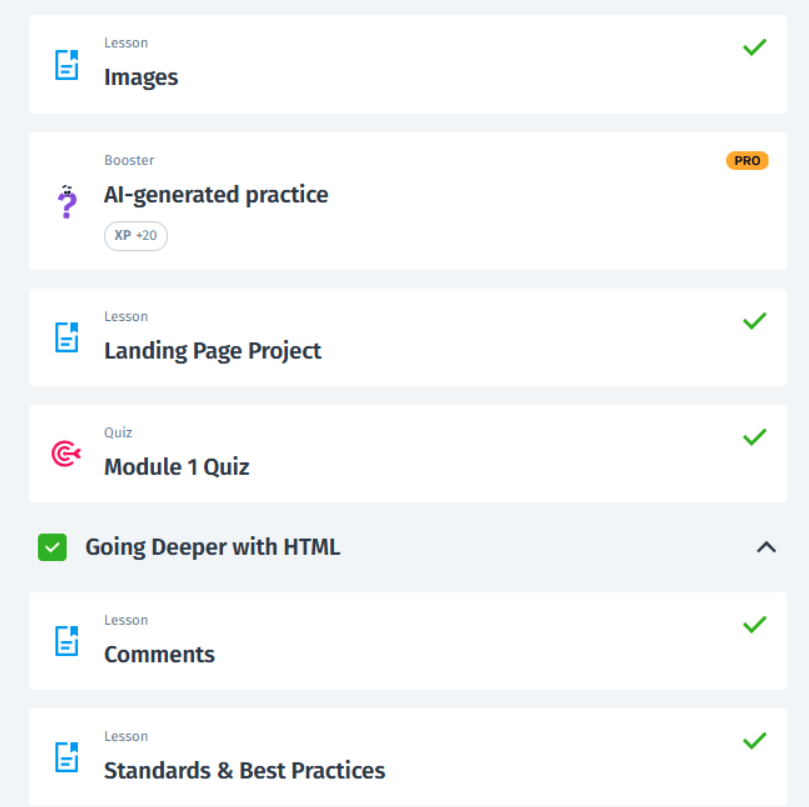 Lesson
Images
Booster
PRO
AI-generated practice
XP +20
Lesson
Landing Page Project
Quiz
Module 1 Quiz
Going Deeper with HTML
Lesson
Comments
Lesson
Standards & Best Practices